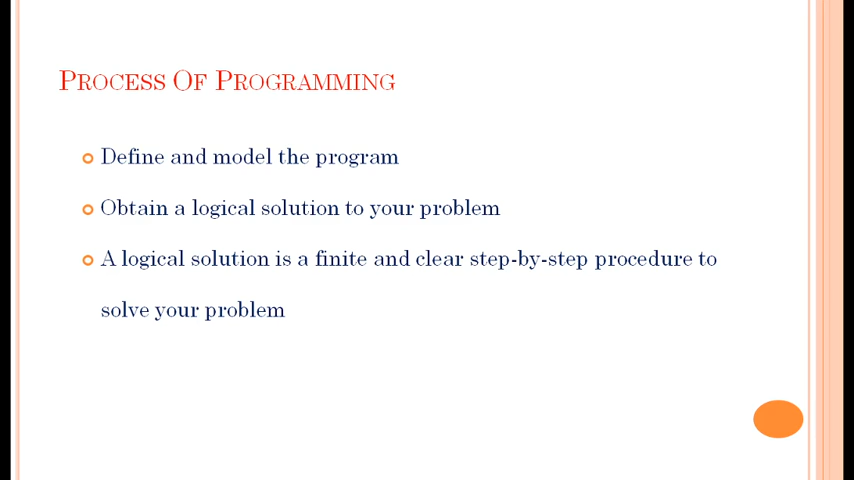 Process Of Programming
Define and model the program
Obtain a logical solution to your problem
A logical solution is a finite and clear step-by-step procedure to
solve your problem